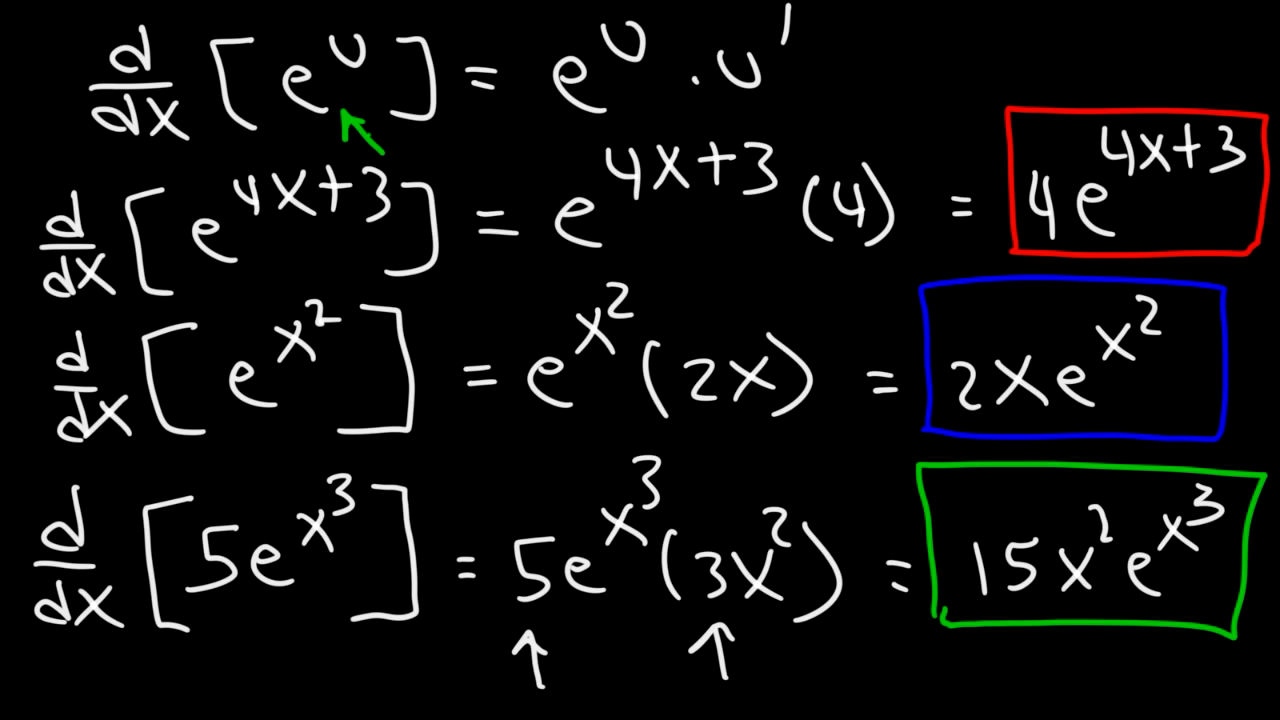 d/dx [e^u] = e^u · u'
d/dx [e^(4x+3)] = e^(4x+3) (4) = 4e^(4x+3)
d/dx [e^(x^2)] = e^(x^2) (2x) = 2xe^(x^2)
d/dx [5e^(x^3)] = 5e^(x^3) (3x^2) = 15x^2 e^(x^3)